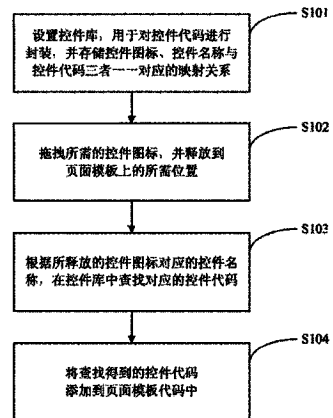 S101
设置控件库，用于对控件代码进行
封装，并存储控件图标、控件名称与
控件代码三者一一对应的映射关系
S102
拖拽所需的控件图标，并释放到
页面模板上的所需位置
S103
根据所释放的控件图标对应的控件名
称，在控件库中查找对应的控件代码
S104
将查找得到的控件代码
添加到页面模板代码中